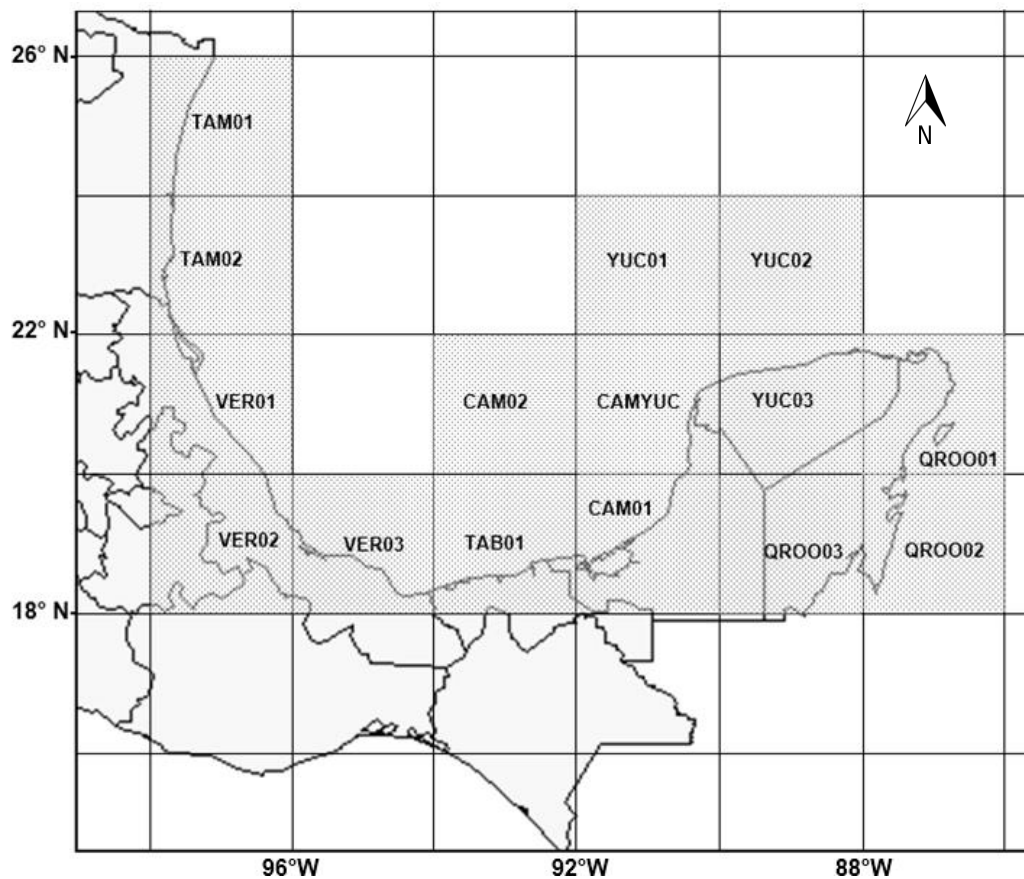 26° N
TAM01
N
TAM02
YUC01
YUC02
22° N
VER01
CAM02
CAMYUC
YUC03
QROO01
CAM01
VER02
VER03
TAB01
QROO03
QROO02
18° N
96°W
92°W
88°W